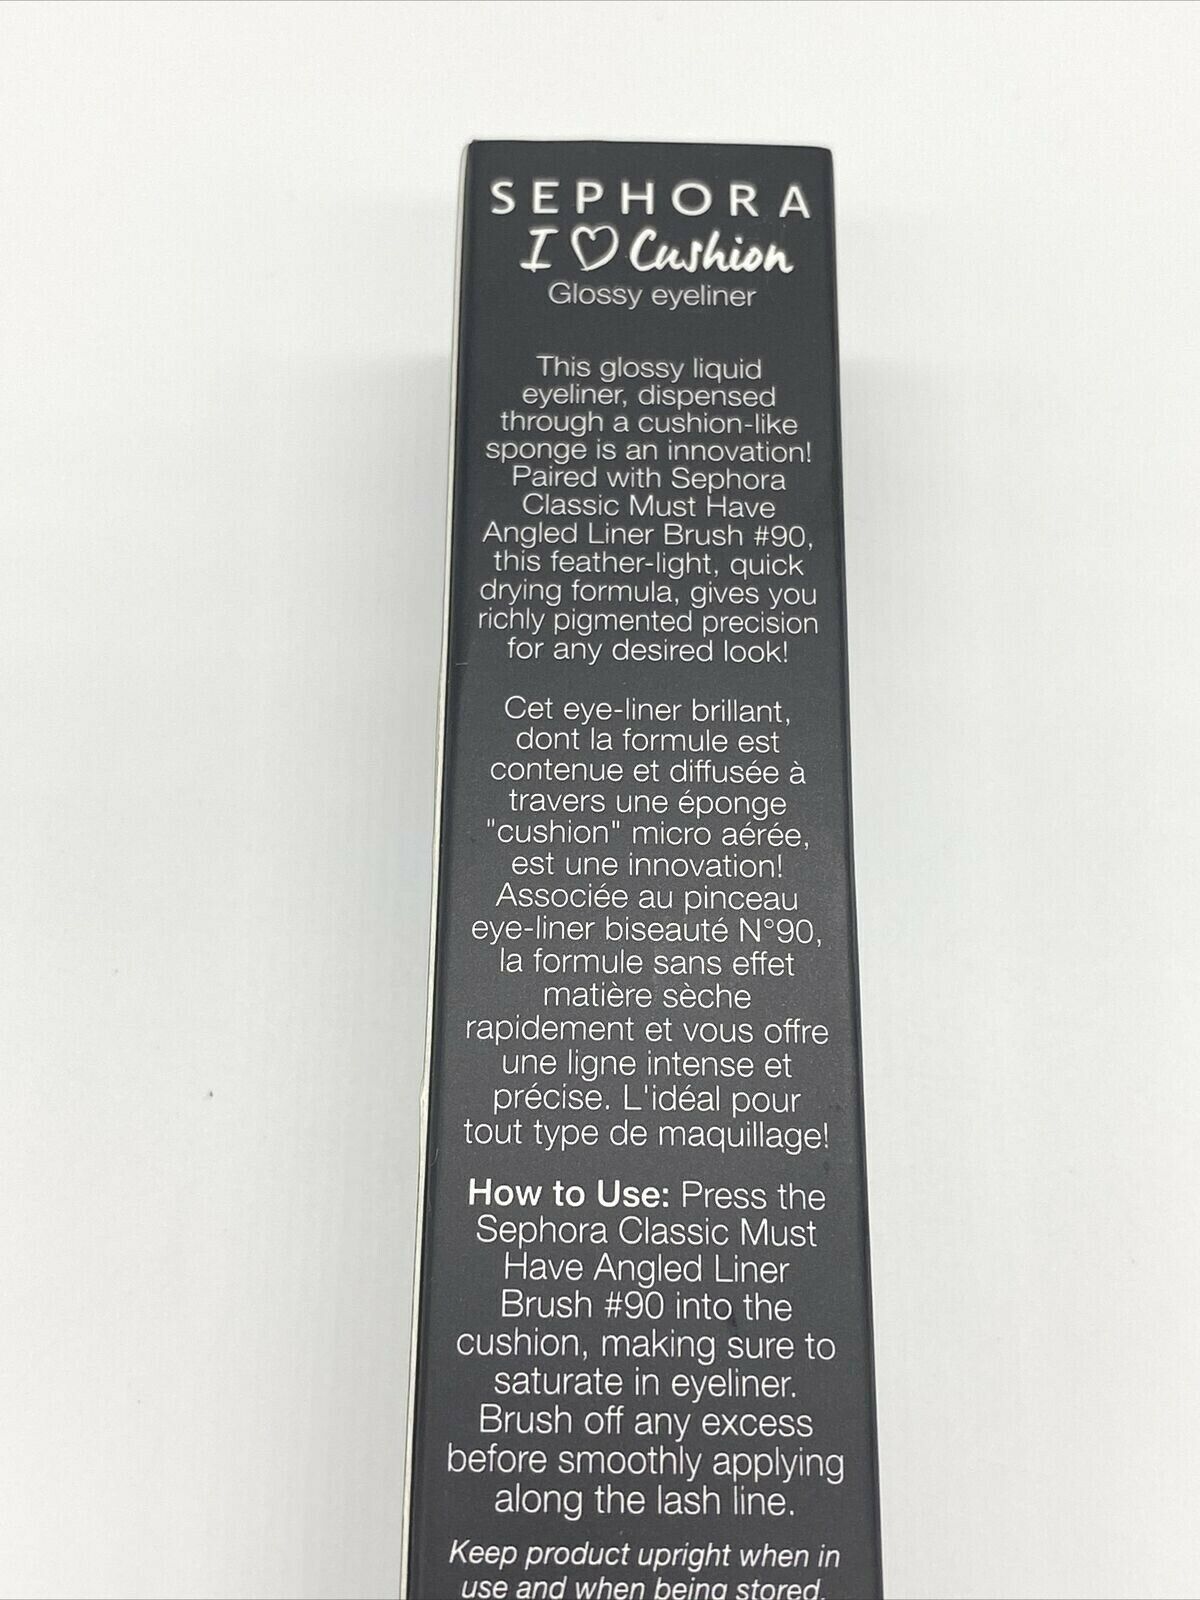 SEPHORA
I ♡ Cushion
Glossy eyeliner
This glossy liquid
eyeliner, dispensed
through a cushion-like
sponge is an innovation!
Paired with Sephora
Classic Must Have
Angled Liner Brush #90,
this feather-light, quick
drying formula, gives you
richly pigmented precision
for any desired look!
Cet eye-liner brillant,
dont la formule est
contenue et diffusée à
travers une éponge
"cushion" micro aérée,
est une innovation!
Associée au pinceau
eye-liner biseauté N°90,
la formule sans effet
matière sèche
rapidement et vous offre
une ligne intense et
précise. L'idéal pour
tout type de maquillage!
How to Use: Press the
Sephora Classic Must
Have Angled Liner
Brush #90 into the
cushion, making sure to
saturate in eyeliner.
Brush off any excess
before smoothly applying
along the lash line.
Keep product upright when in
use and when being stored.